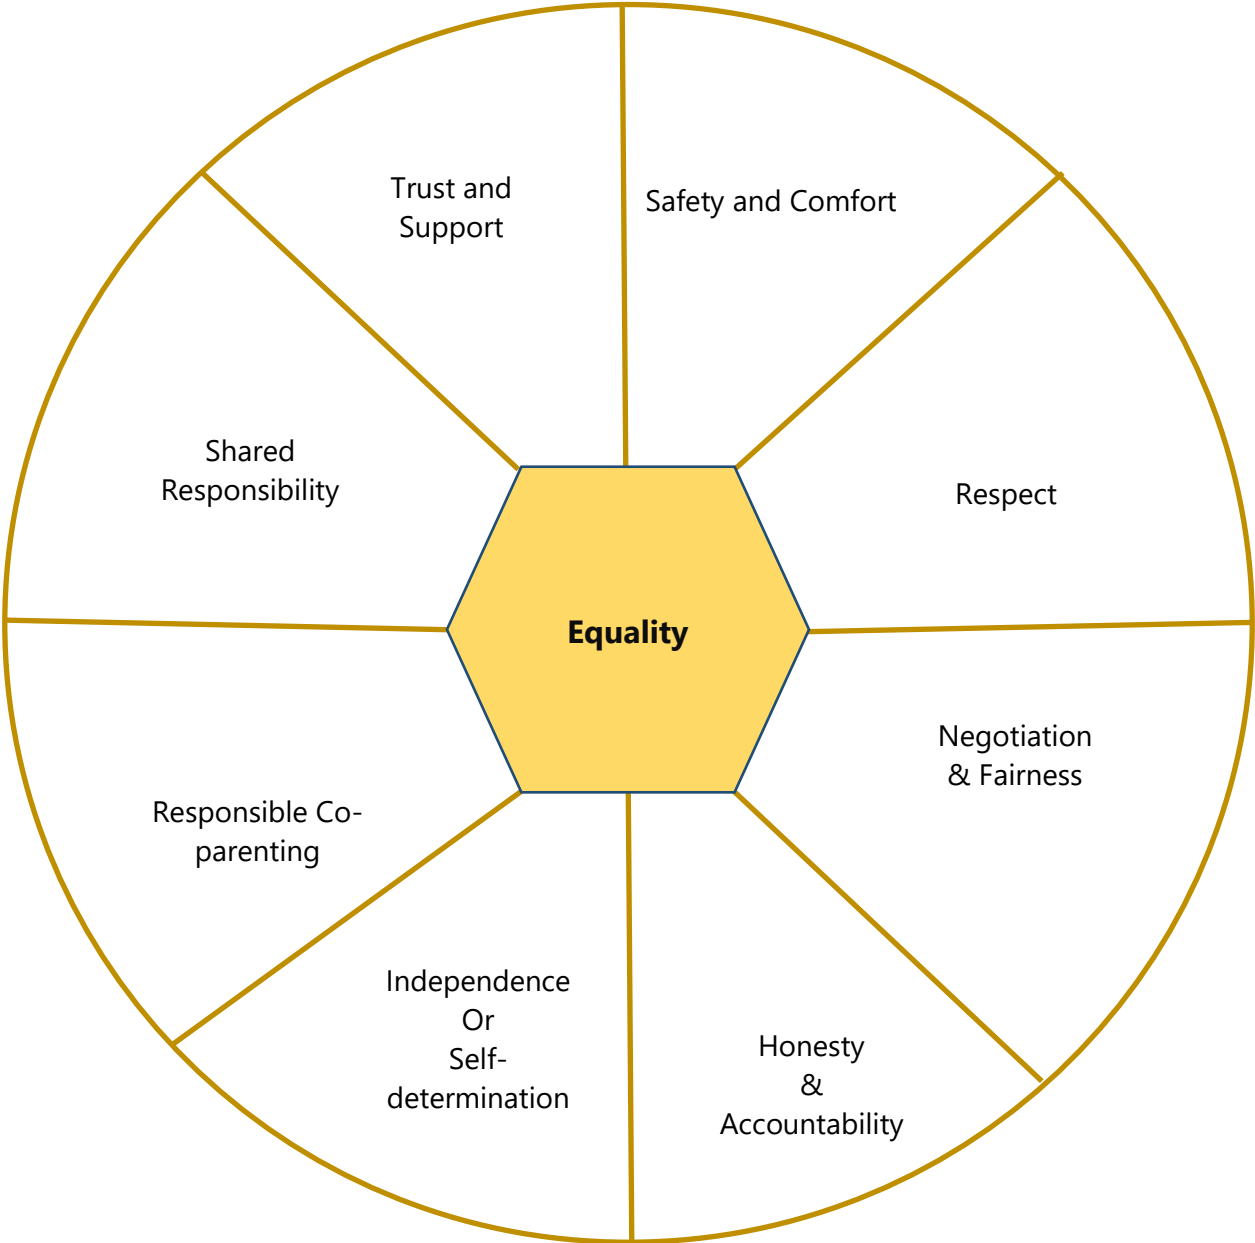 Trust and
Support
Safety and Comfort
Shared
Responsibility
Respect
Equality
Negotiation
& Fairness
Responsible Co-
parenting
Independence
Or
Self-
determination
Honesty
&
Accountability